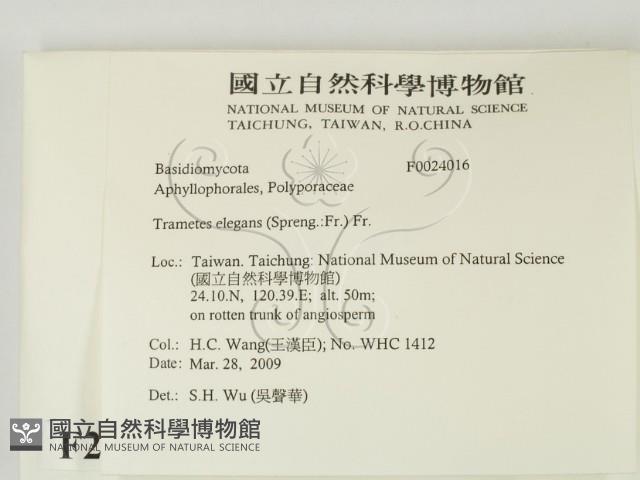 國立自然科學博物館
NATIONAL MUSEUM OF NATURAL SCIENCE
TAICHUNG, TAIWAN, R.O.CHINA
Basidiomycota F0024016
Aphyllophorales, Polyporaceae
Trametes elegans (Spreng.:Fr.) Fr.
Loc.: Taiwan. Taichung: National Museum of Natural Science
(國立自然科學博物館)
24.10.N, 120.39.E; alt. 50m;
on rotten trunk of angiosperm
Col.: H.C. Wang(王漢臣); No. WHC 1412
Date: Mar. 28, 2009
Det.: S.H. Wu (吳聲華)
國立自然科學博物館
NATIONAL MUSEUM OF NATURAL SCIENCE
F2